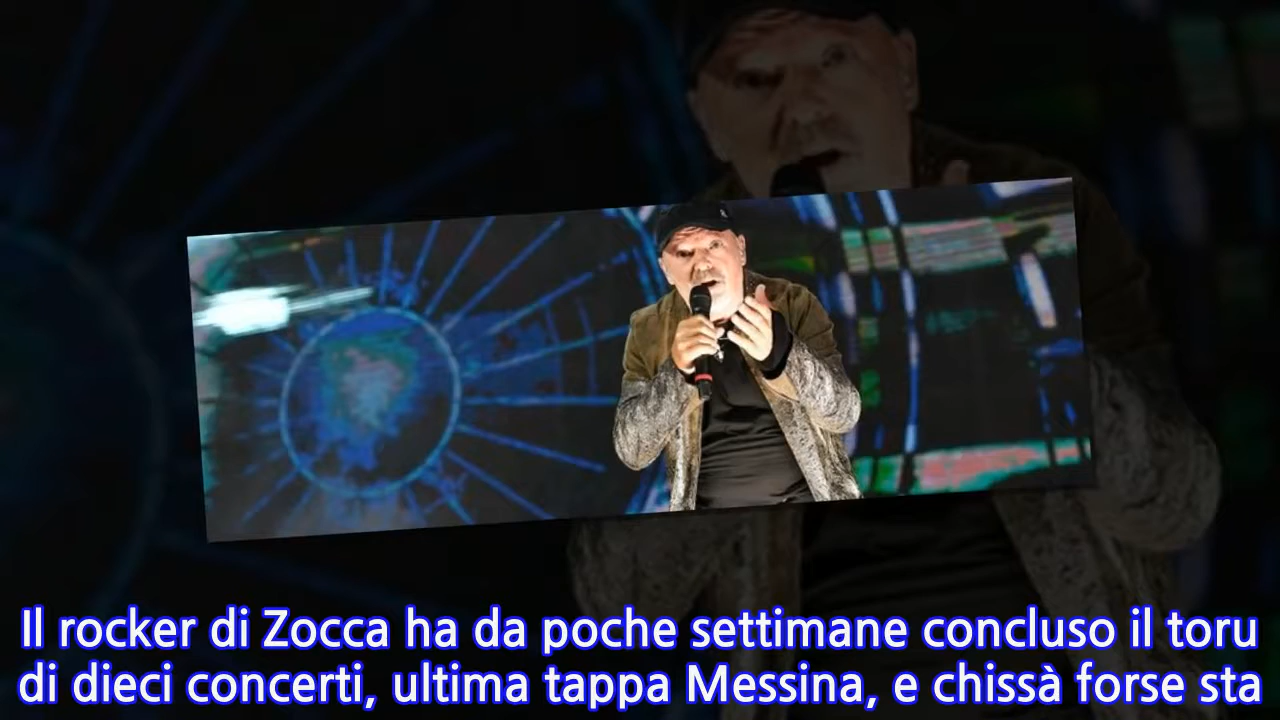 Il rocker di Zocca ha da poche settimane concluso il toru
di dieci concerti, ultima tappa Messina, e chissà forse sta